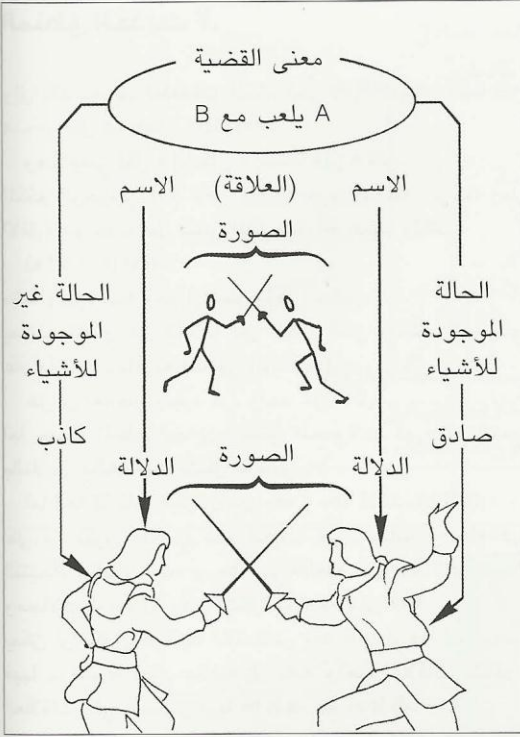 معنى القضية
A يلعب مع B
الاسم (العلاقة) الاسم
الصورة
الحالة
الموجودة
للأشياء
صادق
الحالة غير
الموجودة
للأشياء
كاذب
الدلالة
الصورة
الدلالة